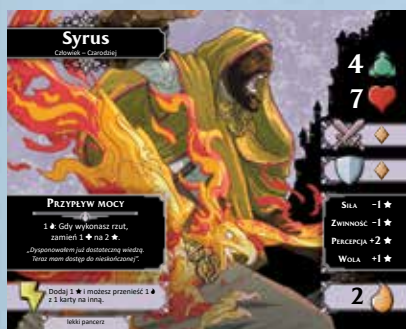 Syrus
Człowiek – Czarodziej
4
7
Siła −1
Zwinność −1
Percepcja +2
Wola +1
Przypływ mocy
1 : Gdy wykonasz rzut,
zamień 1 na 2 .
„Dysponowałem już dostateczną wiedzą.
Teraz mam dostęp do nieskończonej”.
Dodaj 1 i możesz przenieść 1
z 1 karty na inną.
2
lekki pancerz